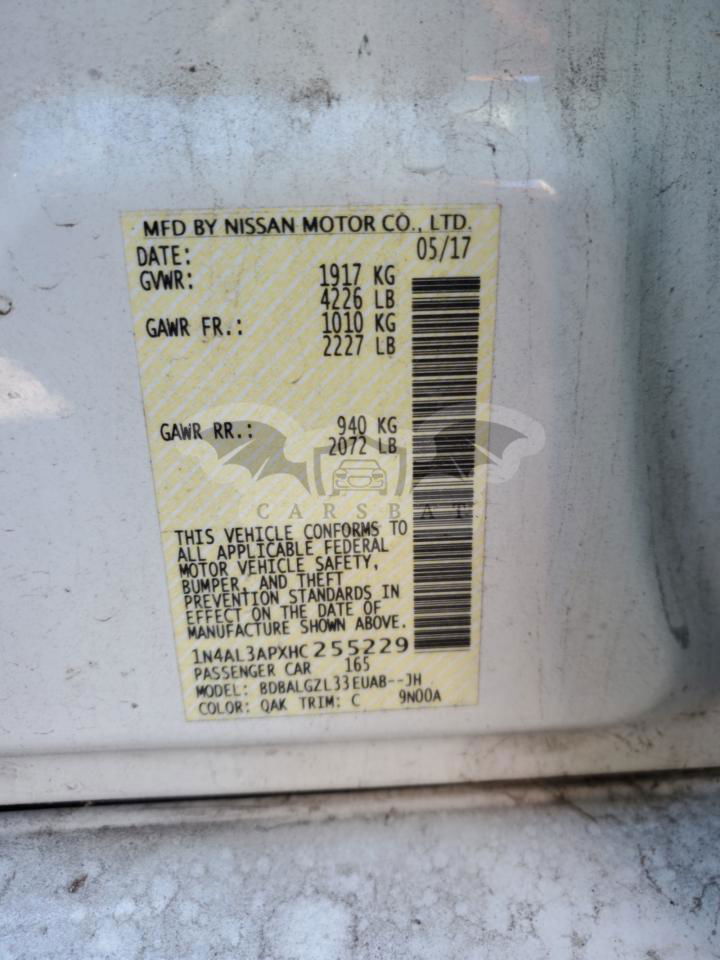 MFD BY NISSAN MOTOR CO., LTD.
DATE: 05/17
GVWR: 1917 KG
4226 LB
GAWR FR.: 1010 KG
2227 LB
GAWR RR.: 940 KG
2072 LB
CARSBAT
THIS VEHICLE CONFORMS TO
ALL APPLICABLE FEDERAL
MOTOR VEHICLE SAFETY,
BUMPER, AND THEFT
PREVENTION STANDARDS IN
EFFECT ON THE DATE OF
MANUFACTURE SHOWN ABOVE.
1N4AL3APXHC255229
PASSENGER CAR 165
MODEL: BDBALGZL33EUAB--JH
COLOR: QAK TRIM: C 9N00A